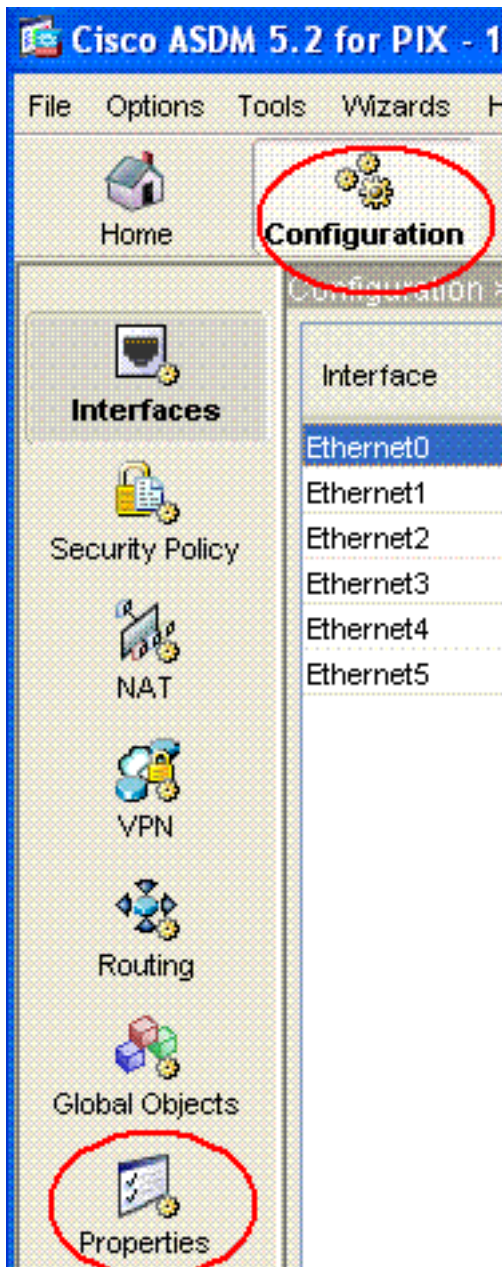 Cisco ASDM 5.2 for PIX - 1
File Options Tools Wizards H
Home Configuration
Configuration >
Interfaces
Interface
Ethernet0
Ethernet1
Ethernet2
Ethernet3
Ethernet4
Ethernet5
Security Policy
NAT
VPN
Routing
Global Objects
Properties